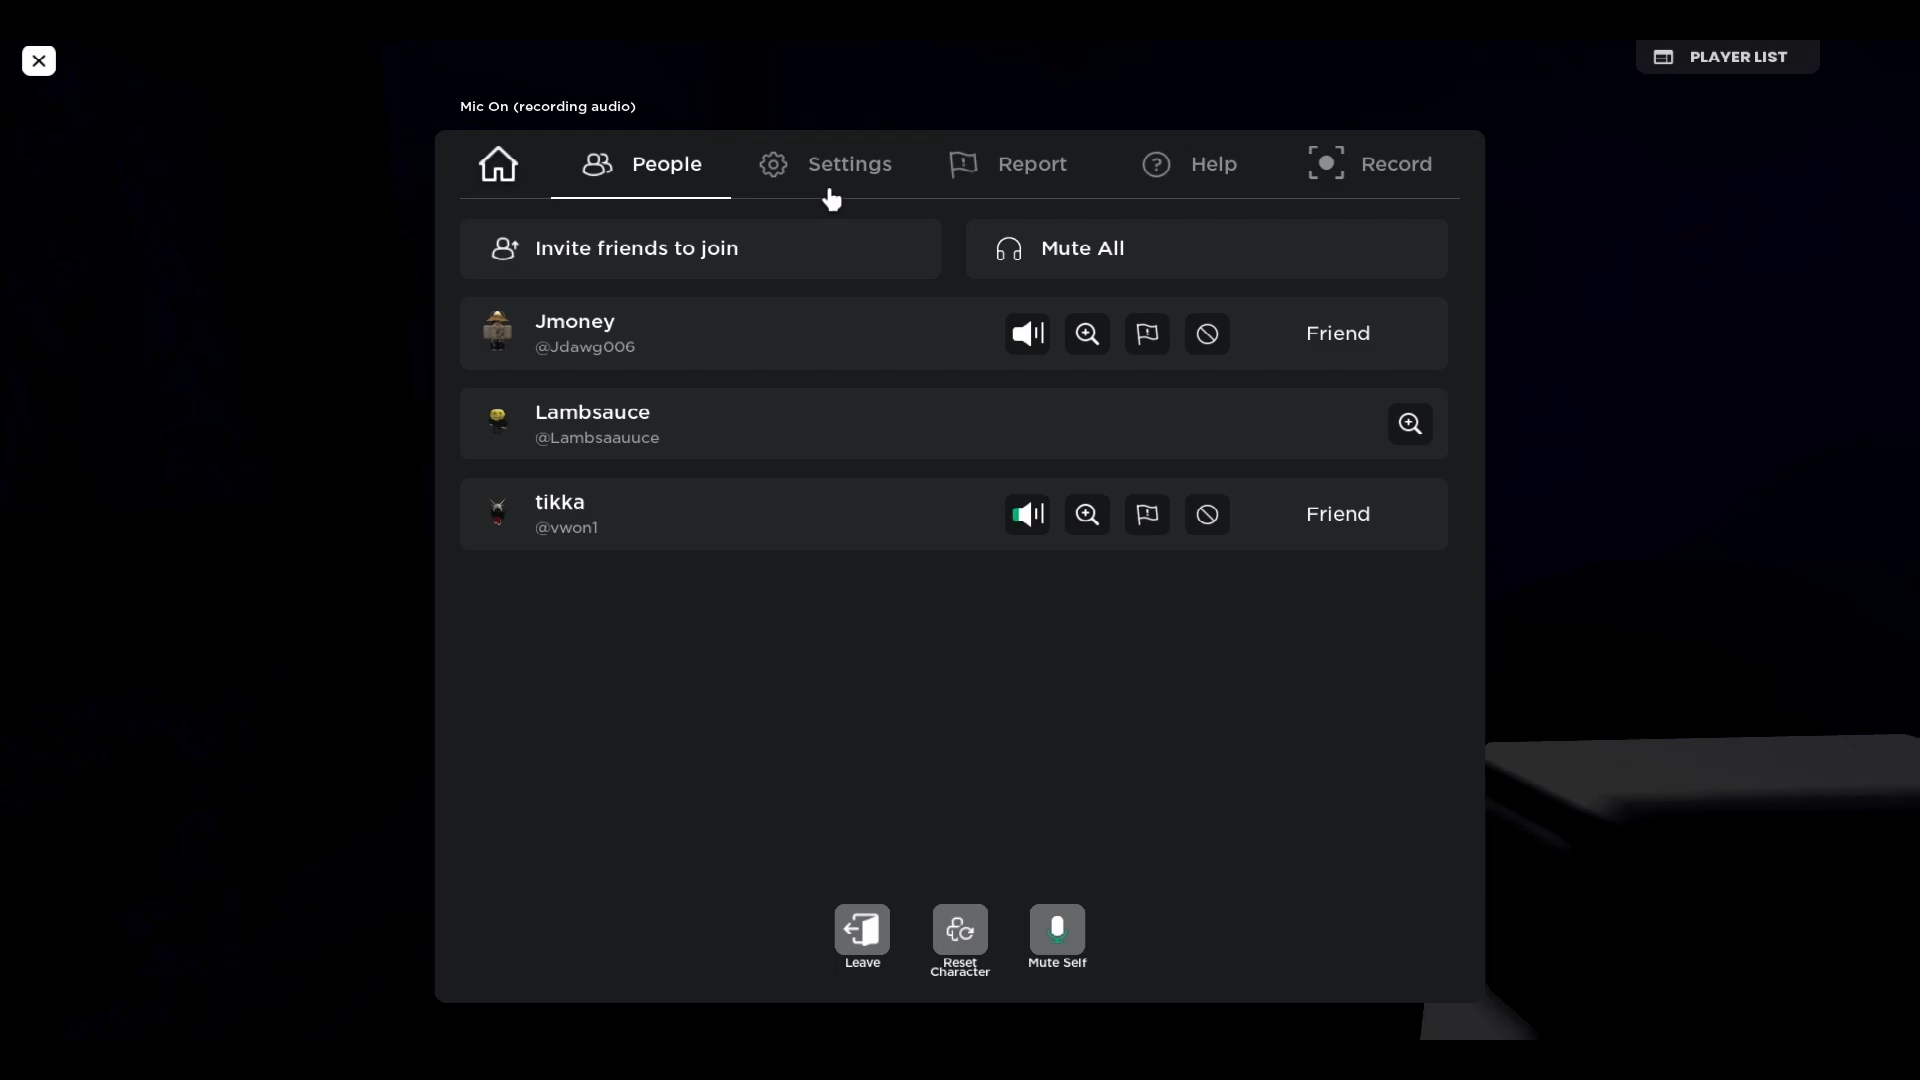 PLAYER LIST
Mic On (recording audio)
People
Settings
Report
Help
Record
Invite friends to join
Mute All
Jmoney
@Jdawg006
Friend
Lambsauce
@Lambsaauuce
tikka
@vwon1
Friend
Leave
Reset
Character
Mute Self